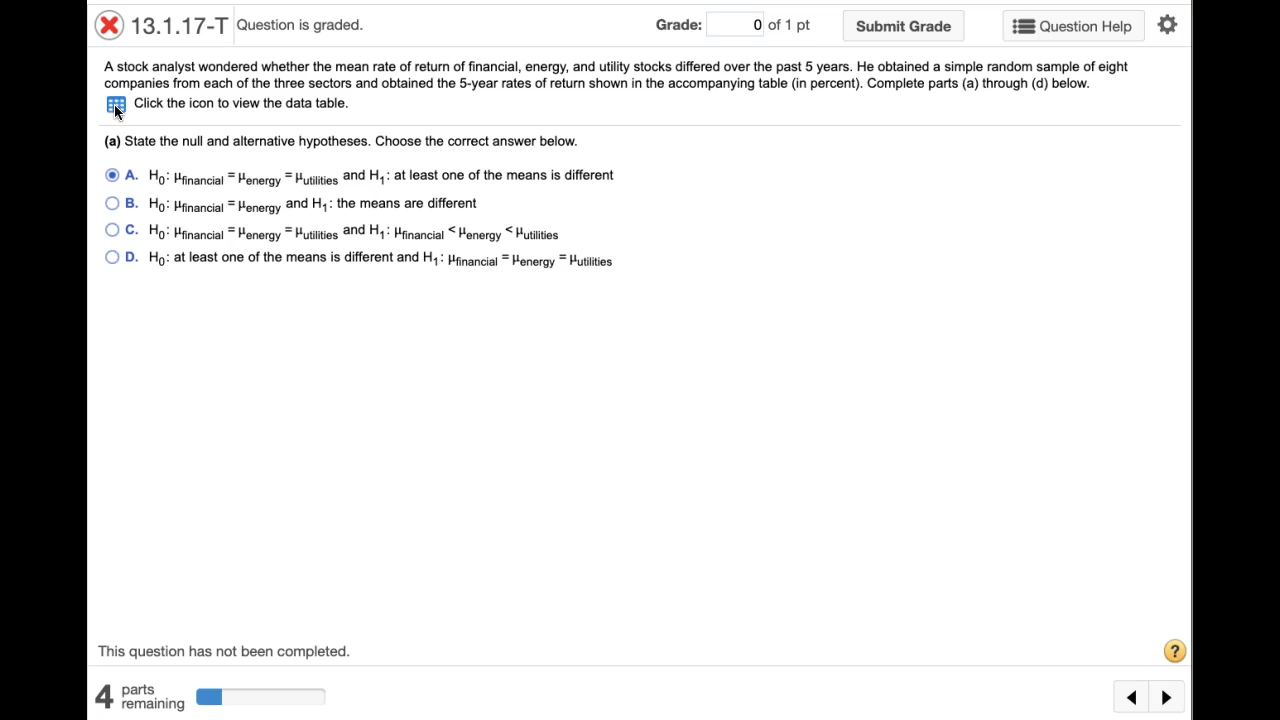 13.1.17-T Question is graded. Grade: 0 of 1 pt Submit Grade Question Help
A stock analyst wondered whether the mean rate of return of financial, energy, and utility stocks differed over the past 5 years. He obtained a simple random sample of eight
companies from each of the three sectors and obtained the 5-year rates of return shown in the accompanying table (in percent). Complete parts (a) through (d) below.
Click the icon to view the data table.
(a) State the null and alternative hypotheses. Choose the correct answer below.
A. H0: μfinancial = μenergy = μutilities and H1: at least one of the means is different
B. H0: μfinancial = μenergy and H1: the means are different
C. H0: μfinancial = μenergy = μutilities and H1: μfinancial < μenergy < μutilities
D. H0: at least one of the means is different and H1: μfinancial = μenergy = μutilities
This question has not been completed. ?
4 parts
remaining